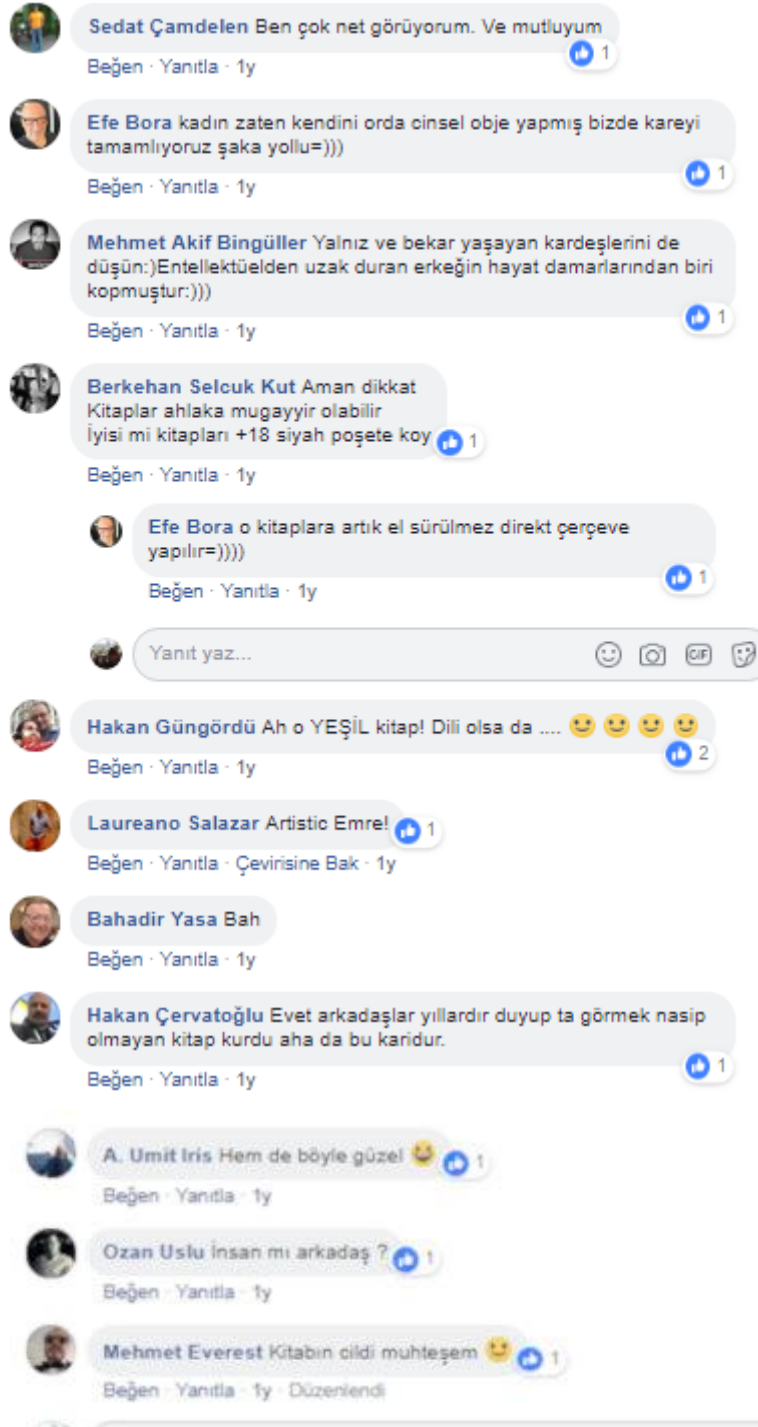 Sedat Çamdelen Ben çok net görüyorum. Ve mutluyum
1
Beğen · Yanıtla · 1y
Efe Bora kadın zaten kendini orda cinsel obje yapmış bizde kareyi
tamamlıyoruz şaka yollu=)))
1
Beğen · Yanıtla · 1y
Mehmet Akif Bingüller Yalnız ve bekar yaşayan kardeşlerini de
düşün:)Entellektüelden uzak duran erkeğin hayat damarlarından biri
kopmuştur:)))
1
Beğen · Yanıtla · 1y
Berkehan Selcuk Kut Aman dikkat
Kitaplar ahlaka mugayyir olabilir
İyisi mi kitapları +18 siyah poşete koy 1
Beğen · Yanıtla · 1y
Efe Bora o kitaplara artık el sürülmez direkt çerçeve
yapılır=))))
1
Beğen · Yanıtla · 1y
Yanıt yaz... GIF
Hakan Güngördü Ah o YEŞİL kitap! Dili olsa da ....
2
Beğen · Yanıtla · 1y
Laureano Salazar Artistic Emre! 1
Beğen · Yanıtla · Çevirisine Bak · 1y
Bahadir Yasa Bah
Beğen · Yanıtla · 1y
Hakan Çervatoğlu Evet arkadaşlar yıllardır duyup ta görmek nasip
olmayan kitap kurdu aha da bu karidur.
1
Beğen · Yanıtla · 1y
A. Umit Iris Hem de böyle güzel 1
Beğen · Yanıtla · 1y
Ozan Uslu İnsan mı arkadaş ? 1
Beğen · Yanıtla · 1y
Mehmet Everest Kitabın cildi muhteşem 1
Beğen · Yanıtla · 1y · Düzenlendi